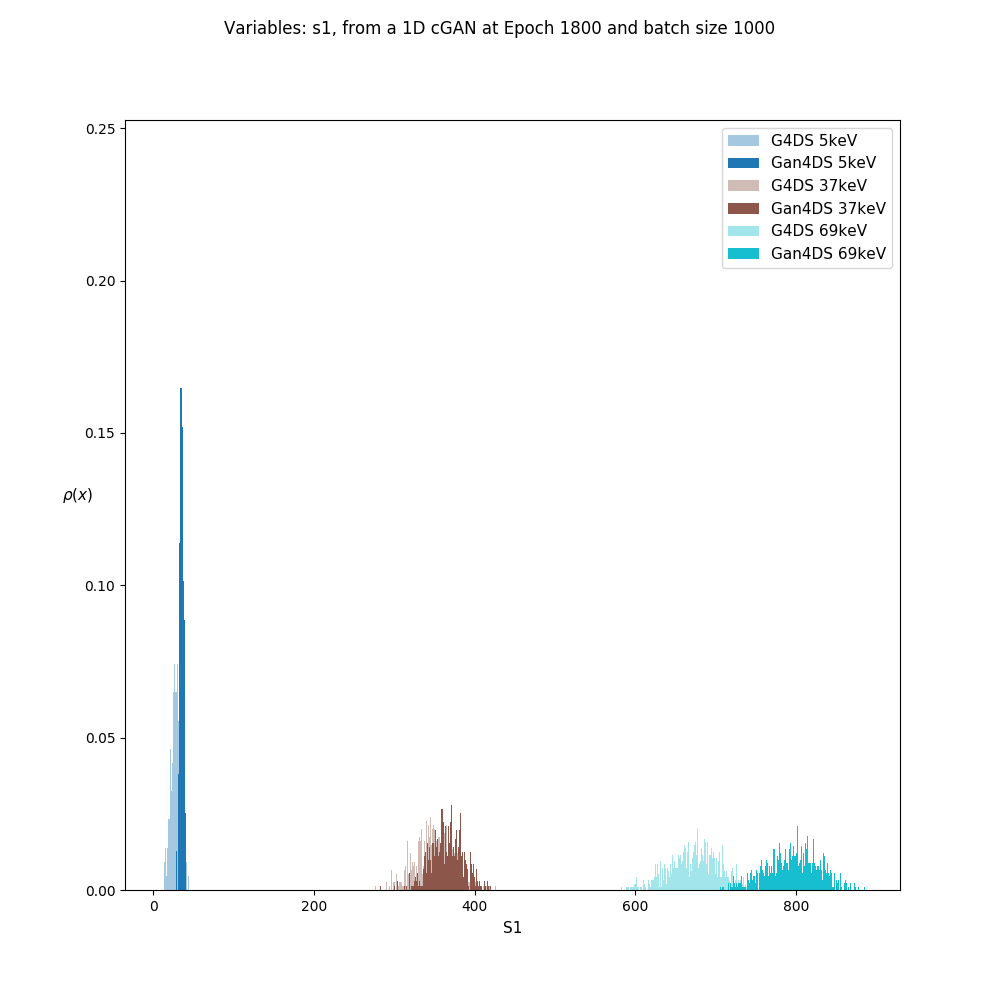 Variables: s1, from a 1D cGAN at Epoch 1800 and batch size 1000
0.25
0.20
0.15
0.10
0.05
0.00
ρ(x)
G4DS 5keV
Gan4DS 5keV
G4DS 37keV
Gan4DS 37keV
G4DS 69keV
Gan4DS 69keV
0 200 400 600 800
S1